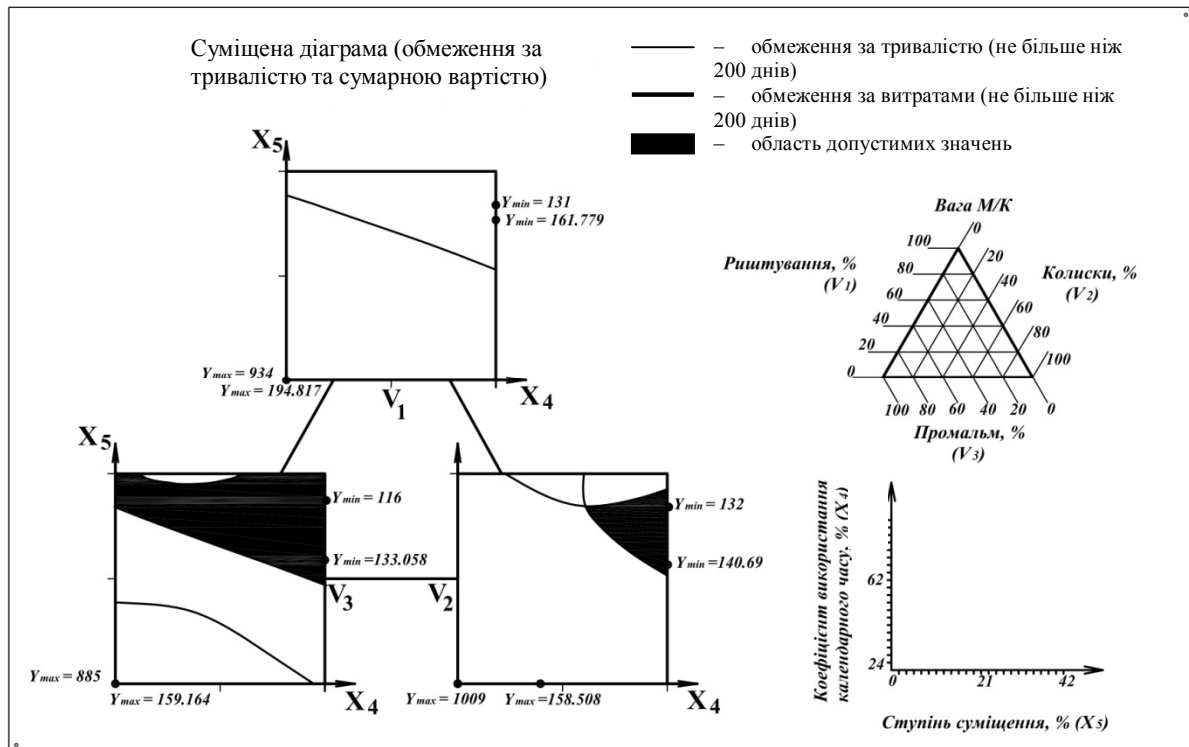 Суміщена діаграма (обмеження за
тривалістю та сумарною вартістю)
– обмеження за тривалістю (не більше ніж
200 днів)
– обмеження за витратами (не більше ніж
200 днів)
– область допустимих значень
X5
Ymin = 131
Ymin = 161.779
Ymax = 934
Ymax = 194.817
V1
X4
X5
Ymin = 116
Ymin =133.058
V3
Ymax = 885
Ymax = 159.164
X4
Ymin = 132
Ymin =140.69
V2
Ymax = 1009
Ymax =158.508
X4
Вага М/К
Риштування, %
(V1)
Колиски, %
(V2)
100
80
60
40
20
0
0
20
40
60
80
100
100 80 60 40 20 0
Промальм, %
(V3)
Коефіцієнт використання
календарного часу, % (X4)
62
24
0 21 42
Ступінь суміщення, % (X5)